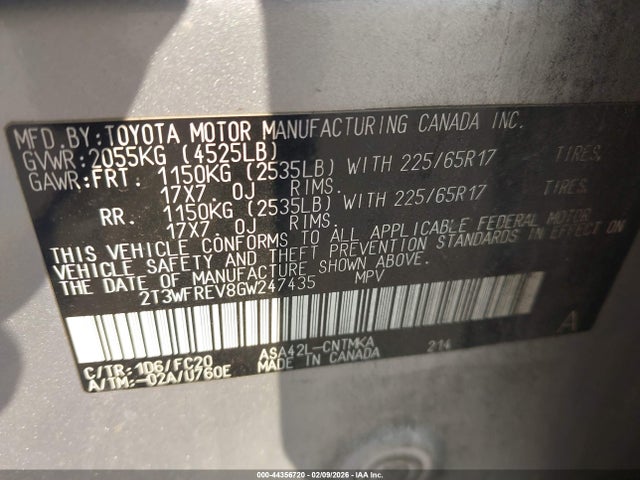 MFD. BY: TOYOTA MOTOR MANUFACTURING CANADA INC.
GVWR: 2055KG (4525LB)
GAWR: FRT. 1150KG (2535LB) WITH 225/65R17 TIRES,
17X7. 0J RIMS.
RR. 1150KG (2535LB) WITH 225/65R17 TIRES,
17X7. 0J RIMS.
THIS VEHICLE CONFORMS TO ALL APPLICABLE FEDERAL MOTOR
VEHICLE SAFETY AND THEFT PREVENTION STANDARDS IN EFFECT ON
THE DATE OF MANUFACTURE SHOWN ABOVE.
2T3WFREV8GW247435 MPV
A
C/TR: 1D6/FC20 ASA42L-CNTMKA 214
A/TM: -02A/U760E MADE IN CANADA
000-44356720 - 02/09/2026 - IAA Inc.